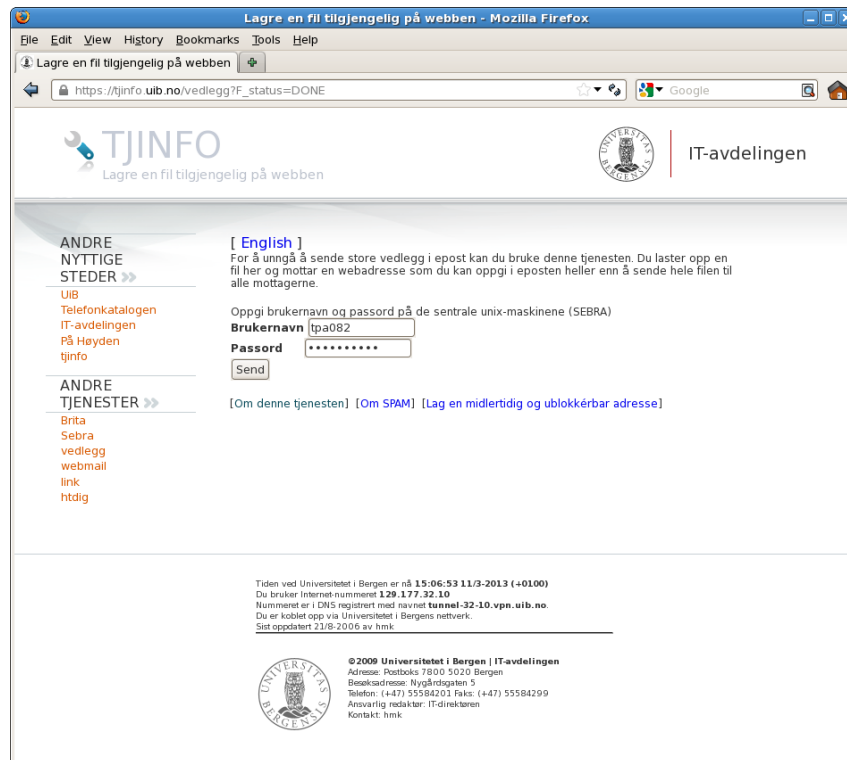 Lagre en fil tilgjengelig på webben - Mozilla Firefox
File Edit View History Bookmarks Tools Help
Lagre en fil tilgjengelig på webben
https://tjinfo.uib.no/vedlegg?F_status=DONE
Google
TJINFO
Lagre en fil tilgjengelig på webben
UNIVERSITAS BERGENSIS
IT-avdelingen
ANDRE
NYTTIGE
STEDER
UiB
Telefonkatalogen
IT-avdelingen
På Høyden
tjinfo
ANDRE
TJENESTER
Brita
Sebra
vedlegg
webmail
link
htdig
[ English ]
For å unngå å sende store vedlegg i epost kan du bruke denne tjenesten. Du laster opp en
fil her og mottar en webadresse som du kan oppgi i eposten heller enn å sende hele filen til
alle mottagerne.
Oppgi brukernavn og passord på de sentrale unix-maskinene (SEBRA)
Brukernavn tpa082
Passord ••••••••••
Send
[Om denne tjenesten] [Om SPAM] [Lag en midlertidig og ublokkérbar adresse]
Tiden ved Universitetet i Bergen er nå 15:06:53 11/3-2013 (+0100)
Du bruker Internet-nummeret 129.177.32.10
Nummeret er i DNS registrert med navnet tunnel-32-10.vpn.uib.no.
Du er koblet opp via Universitetet i Bergens nettverk.
Sist oppdatert 21/8-2006 av hmk
UNIVERSITAS BERGENSIS
©2009 Universitetet i Bergen | IT-avdelingen
Adresse: Postboks 7800 5020 Bergen
Besøksadresse: Nygårdsgaten 5
Telefon: (+47) 55584201 Faks: (+47) 55584299
Ansvarlig redaktør: IT-direktøren
Kontakt: hmk